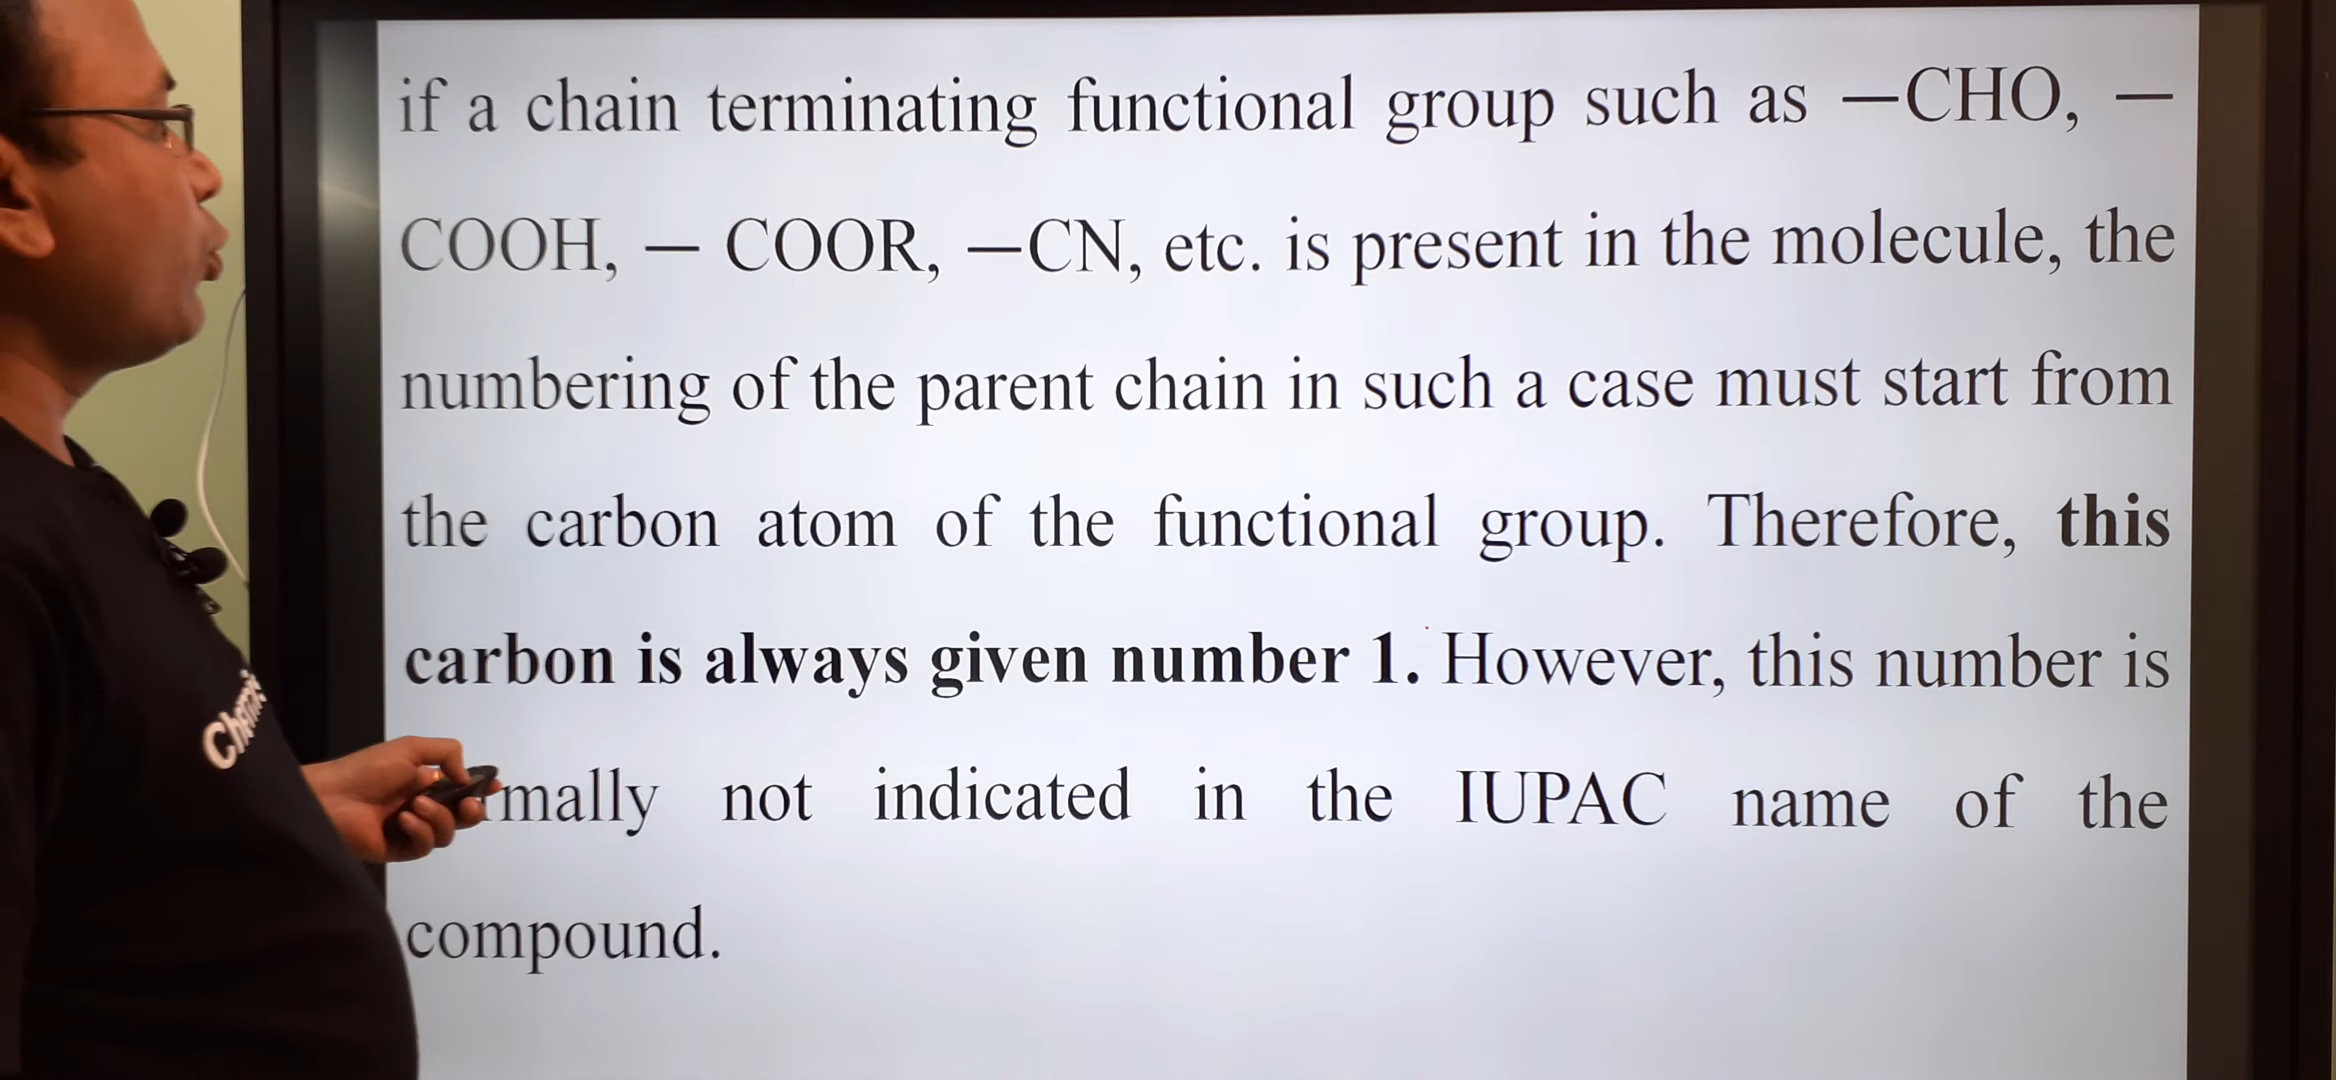 if a chain terminating functional group such as —CHO, —
COOH, — COOR, —CN, etc. is present in the molecule, the
numbering of the parent chain in such a case must start from
the carbon atom of the functional group. Therefore, this
carbon is always given number 1. However, this number is
mally not indicated in the IUPAC name of the
compound.